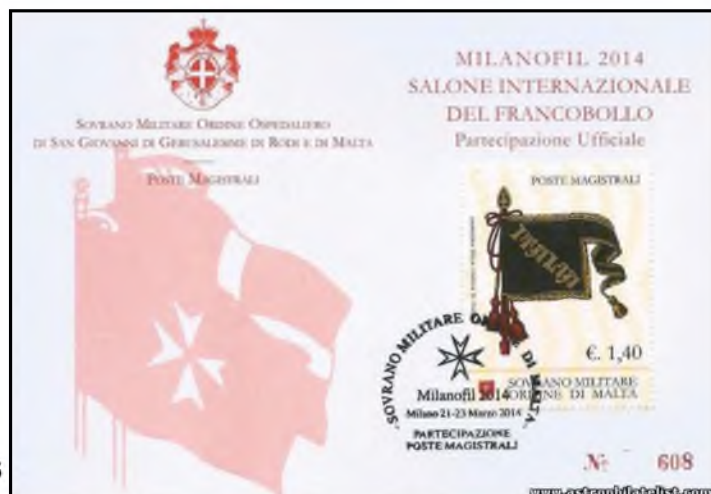 SOVRANO MILITARE ORDINE OSPEDALIERO
DI SAN GIOVANNI DI GERUSALEMME DI RODI E DI MALTA
POSTE MAGISTRALI
MILANOFIL 2014
SALONE INTERNAZIONALE
DEL FRANCOBOLLO
Partecipazione Ufficiale
POSTE MAGISTRALI
€. 1,40
SOVRANO MILITARE
ORDINE DI MALTA
SOVRANO MILITARE ORDINE DI MALTA
Milanofil 2014
Milano 21-23 Marzo 2014
PARTECIPAZIONE
POSTE MAGISTRALI
№ 608
www.astrophilatelist.com